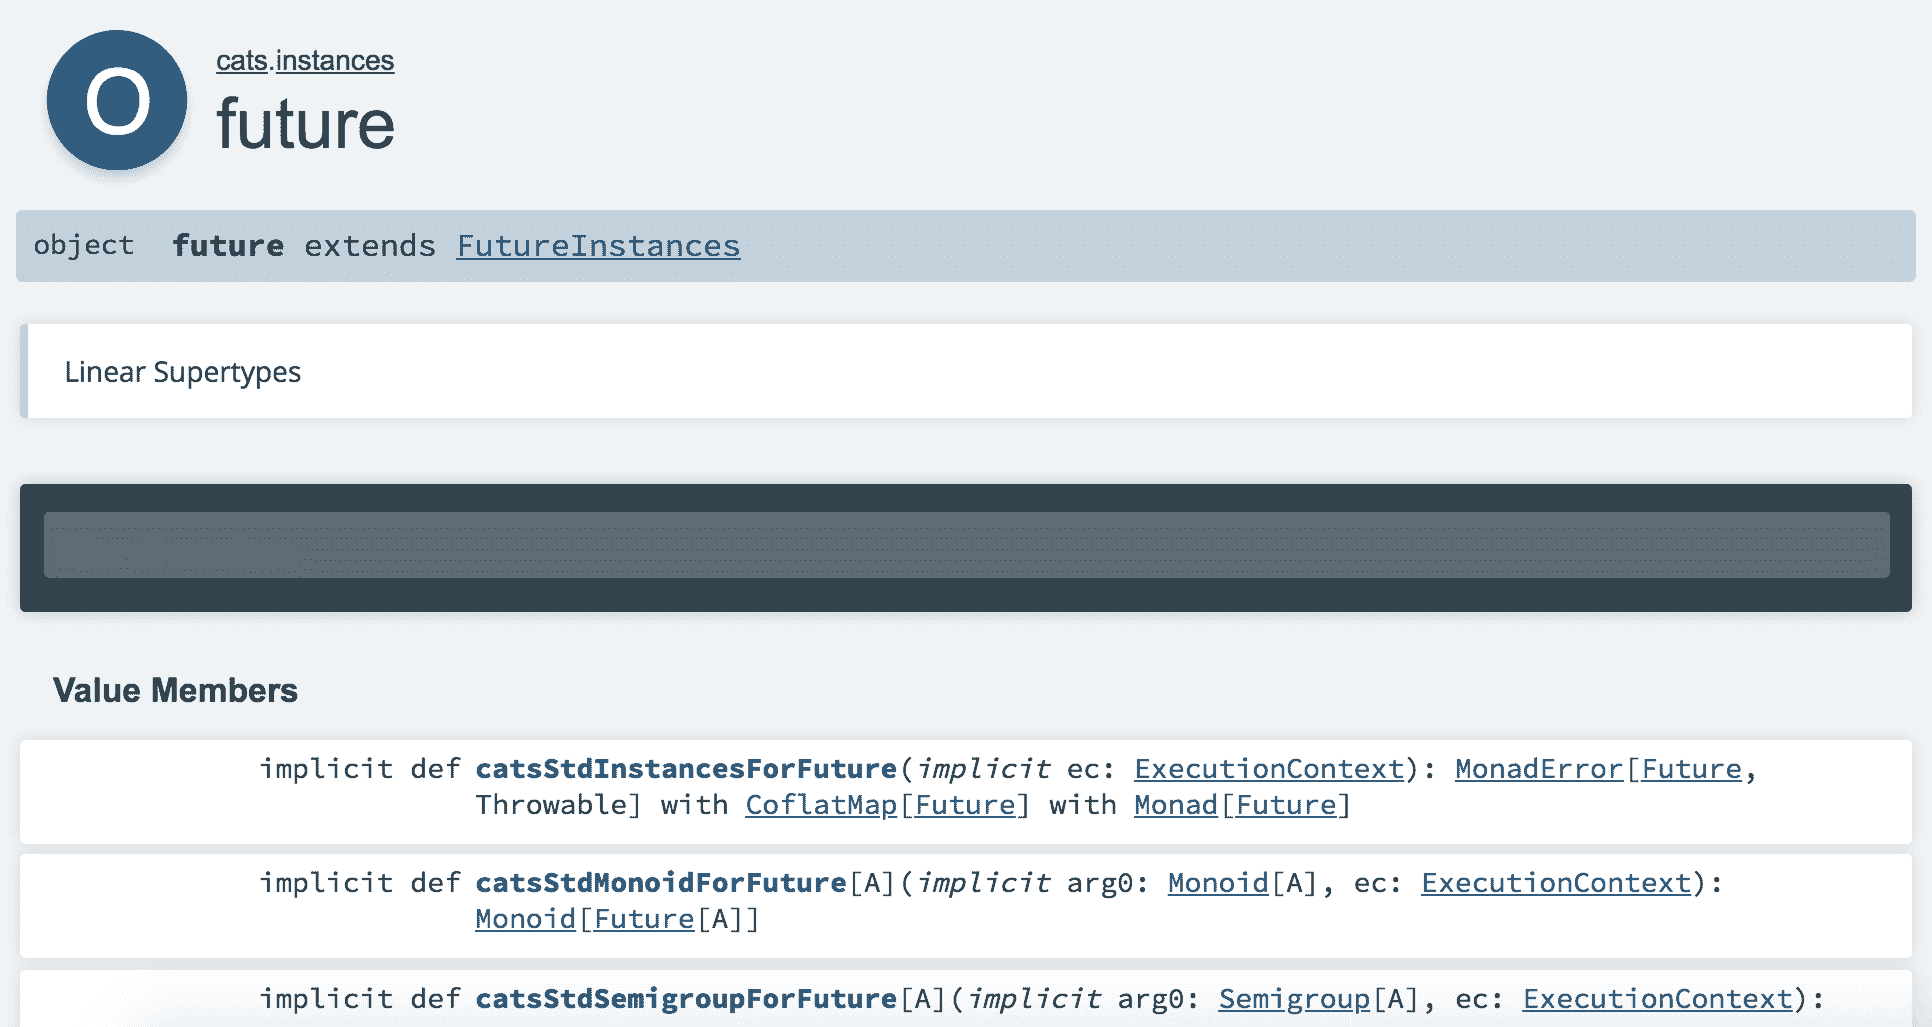 O
cats.instances
future
object future extends FutureInstances
Linear Supertypes
Value Members
implicit def catsStdInstancesForFuture(implicit ec: ExecutionContext): MonadError[Future,
Throwable] with CoflatMap[Future] with Monad[Future]
implicit def catsStdMonoidForFuture[A](implicit arg0: Monoid[A], ec: ExecutionContext):
Monoid[Future[A]]
implicit def catsStdSemigroupForFuture[A](implicit arg0: Semigroup[A], ec: ExecutionContext):